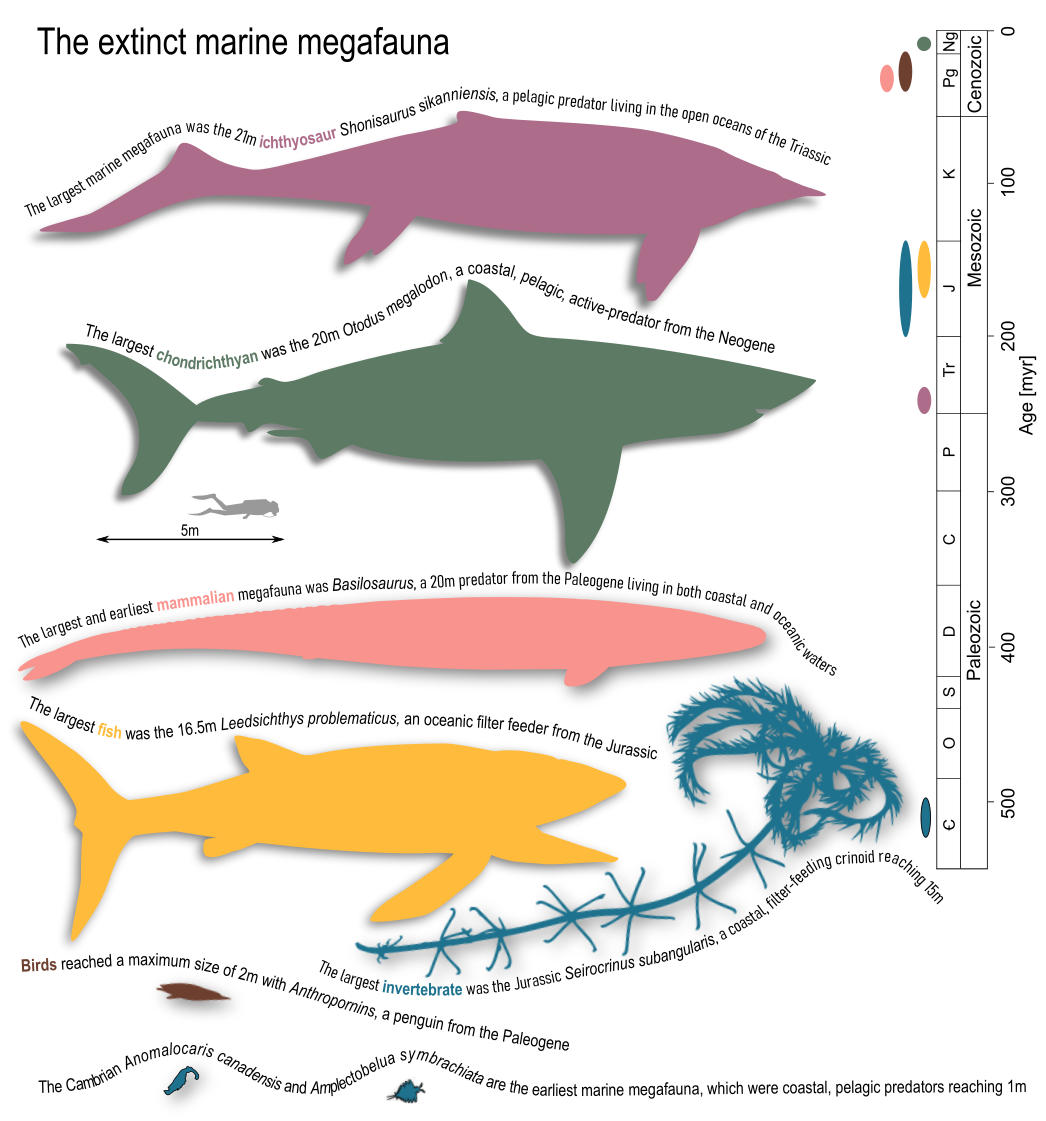 The extinct marine megafauna
The largest marine megafauna was the 21m ichthyosaur Shonisaurus sikanniensis, a pelagic predator living in the open oceans of the Triassic
The largest chondrichthyan was the 20m Otodus megalodon, a coastal, pelagic, active-predator from the Neogene
5m
The largest and earliest mammalian megafauna was Basilosaurus, a 20m predator from the Paleogene living in both coastal and oceanic waters
The largest fish was the 16.5m Leedsichthys problematicus, an oceanic filter feeder from the Jurassic
The largest invertebrate was the Jurassic Seirocrinus subangularis, a coastal, filter-feeding crinoid reaching 15m
Birds reached a maximum size of 2m with Anthropornins, a penguin from the Paleogene
The Cambrian Anomalocaris canadensis and Amplectobelua symbrachiata are the earliest marine megafauna, which were coastal, pelagic predators reaching 1m
Ng
Pg
K
J
Tr
P
C
D
S
O
Є
Cenozoic
Mesozoic
Paleozoic
0
100
200
300
400
500
Age [myr]